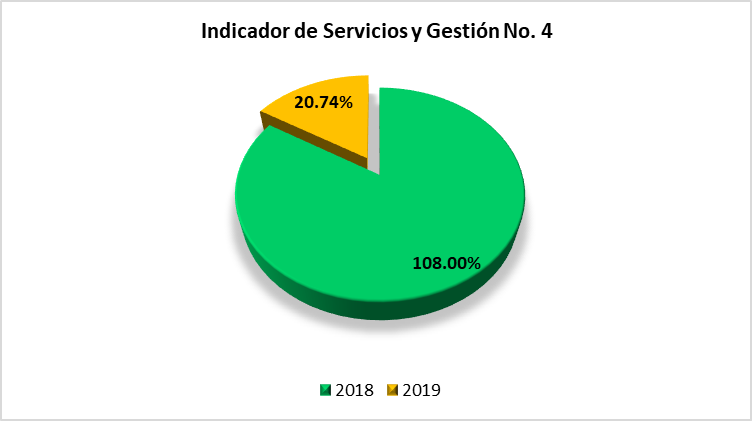 Indicador de Servicios y Gestión No. 4
20.74%
108.00%
2018 2019